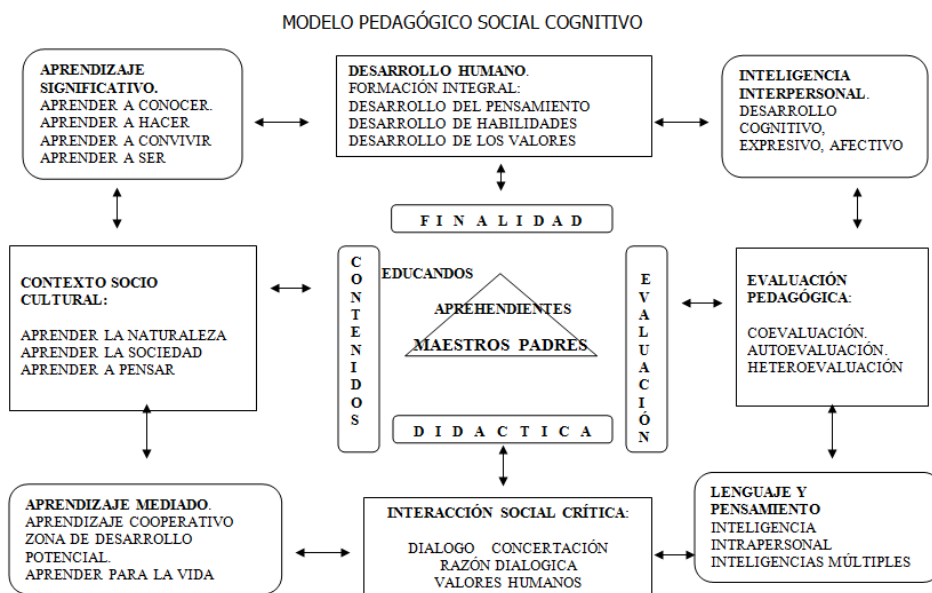 MODELO PEDAGÓGICO SOCIAL COGNITIVO
APRENDIZAJE
SIGNIFICATIVO.
APRENDER A CONOCER.
APRENDER A HACER
APRENDER A CONVIVIR
APRENDER A SER
DESARROLLO HUMANO.
FORMACIÓN INTEGRAL:
DESARROLLO DEL PENSAMIENTO
DESARROLLO DE HABILIDADES
DESARROLLO DE LOS VALORES
INTELIGENCIA
INTERPERSONAL.
DESARROLLO
COGNITIVO,
EXPRESIVO, AFECTIVO
FINALIDAD
CONTEXTO SOCIO
CULTURAL:
APRENDER LA NATURALEZA
APRENDER LA SOCIEDAD
APRENDER A PENSAR
CONTENIDOS
EDUCANDOS
APREHENDIENTES
MAESTROS PADRES
EVALUACIÓN
EVALUACIÓN
PEDAGÓGICA:
COEVALUACIÓN.
AUTOEVALUACIÓN.
HETEROEVALUACIÓN
DIDACTICA
APRENDIZAJE MEDIADO.
APRENDIZAJE COOPERATIVO
ZONA DE DESARROLLO
POTENCIAL.
APRENDER PARA LA VIDA
INTERACCIÓN SOCIAL CRÍTICA:
DIALOGO CONCERTACIÓN
RAZÓN DIALOGICA
VALORES HUMANOS
LENGUAJE Y
PENSAMIENTO
INTELIGENCIA
INTRAPERSONAL
INTELIGENCIAS MÚLTIPLES